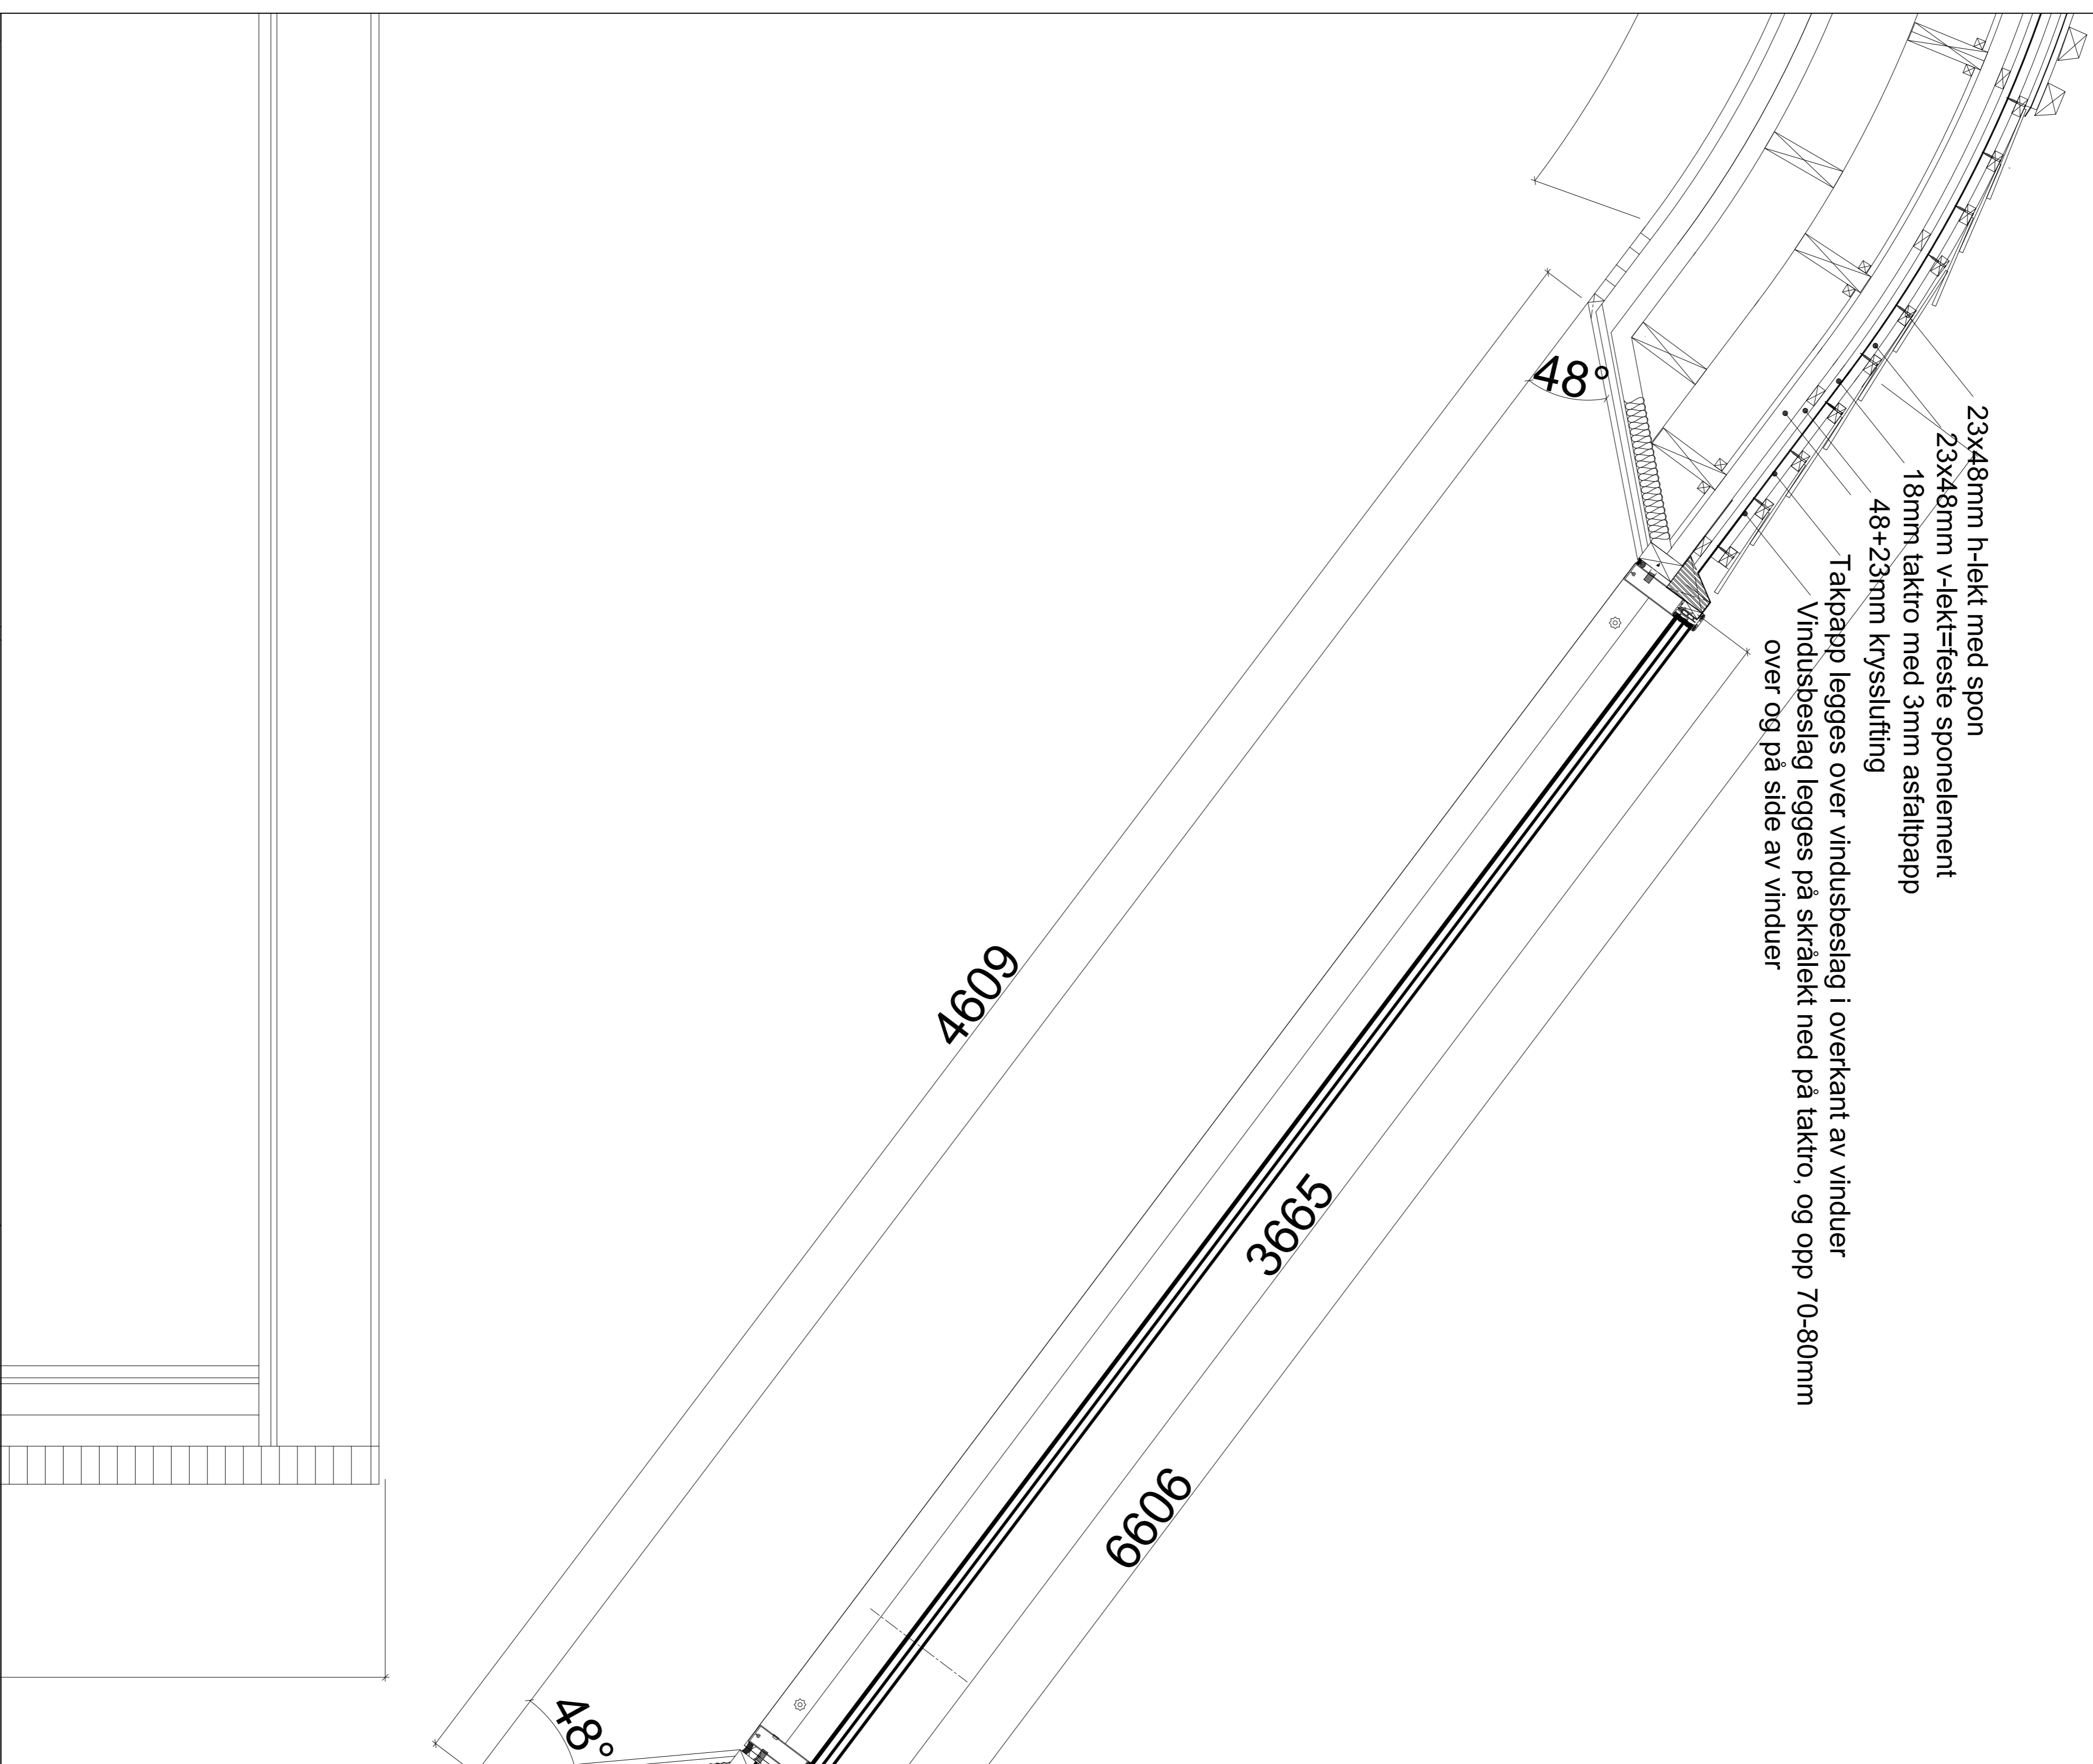 23x48mm h-lekt med spon
23x48mm v-lekt=feste sponelement
18mm taktro med 3mm asfaltpapp
48+23mm kryssluftting
Takpapp legges over vindusbeslag i overkant av vinduer
Vindusbeslag legges på skrålekt ned på taktro, og opp 70-80mm
over og på side av vinduer
48°
4609
3665
6606
48°